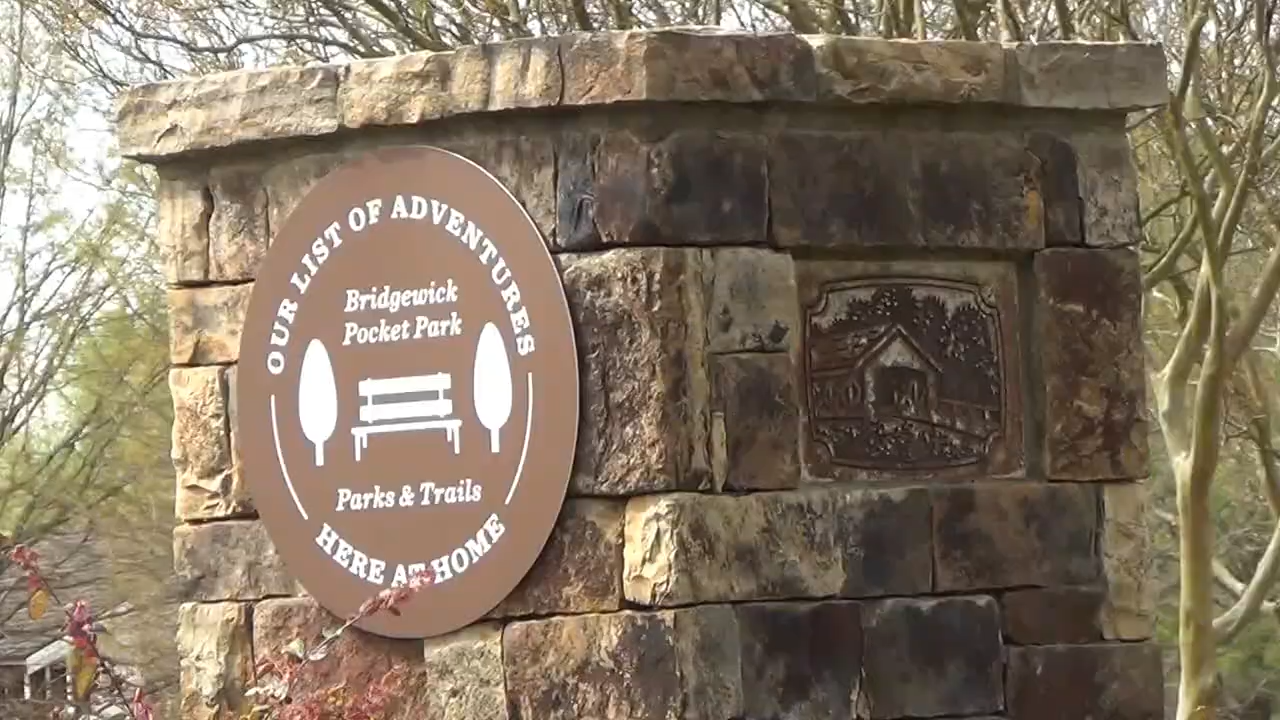 OUR LIST OF ADVENTURES
Bridgewick
Pocket Park
Parks & Trails
HERE AT HOME